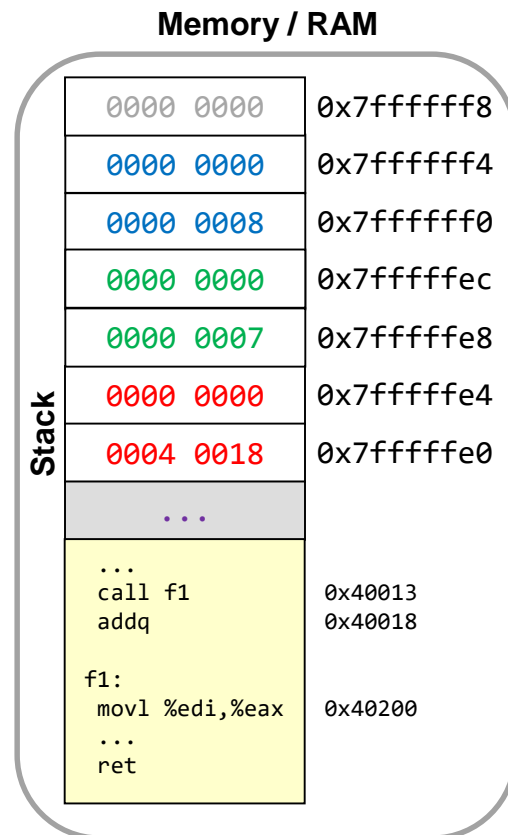 Memory / RAM
0000 0000 0x7ffffff8
0000 0000 0x7ffffff4
0000 0008 0x7ffffff0
0000 0000 0x7fffffec
0000 0007 0x7fffffe8
0000 0000 0x7fffffe4
0004 0018 0x7fffffe0
Stack
...
...
call f1 0x40013
addq 0x40018
f1:
movl %edi,%eax 0x40200
...
ret